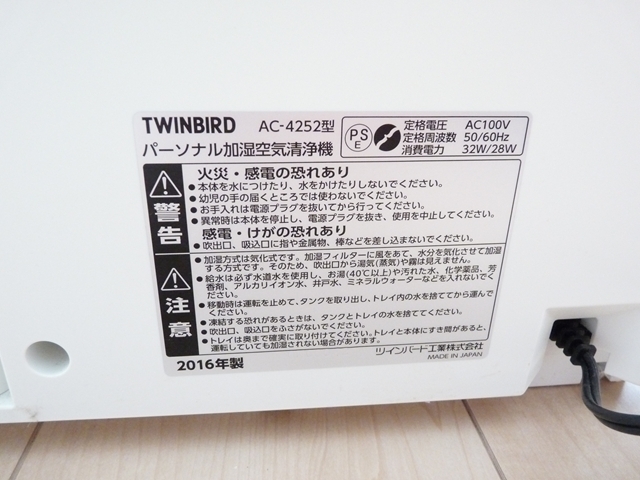 TWINBIRD AC-4252型
パーソナル加湿空気清浄機
PS
E
定格電圧 AC100V
定格周波数 50/60Hz
消費電力 32W/28W
警告
火災・感電の恐れあり
●本体を水につけたり、水をかけたりしないでください。
●幼児の手の届くところでは使わないでください。
●お手入れは電源プラグを抜いてから行ってください。
●異常時は本体を停止し、電源プラグを抜き、使用を中止してください。
感電・けがの恐れあり
●吹出口、吸込口に指や金属物、棒などを差し込まないでください。
注意
●加湿方式は気化式です。加湿フィルターに風をあて、水分を気化させて加湿
する方式です。そのため、吹出口から湯気(蒸気)や霧は見えません。
●給水は必ず水道水を使用し、お湯(40℃以上)や汚れた水、化学薬品、芳
香剤、アルカリイオン水、井戸水、ミネラルウォーターなどを入れないでください。
●移動時は運転を止めて、タンクを取り出し、トレイ内の水を捨ててから運ん
でください。
●凍結する恐れがあるときは、タンクとトレイの水を捨ててください。
●吹出口、吸込口をふさがないでください。
●トレイは奥まで確実に取り付けてください。トレイと本体にすき間があると、
運転していても加湿されない場合があります。
2016年製
ツインバード工業株式会社
MADE IN JAPAN